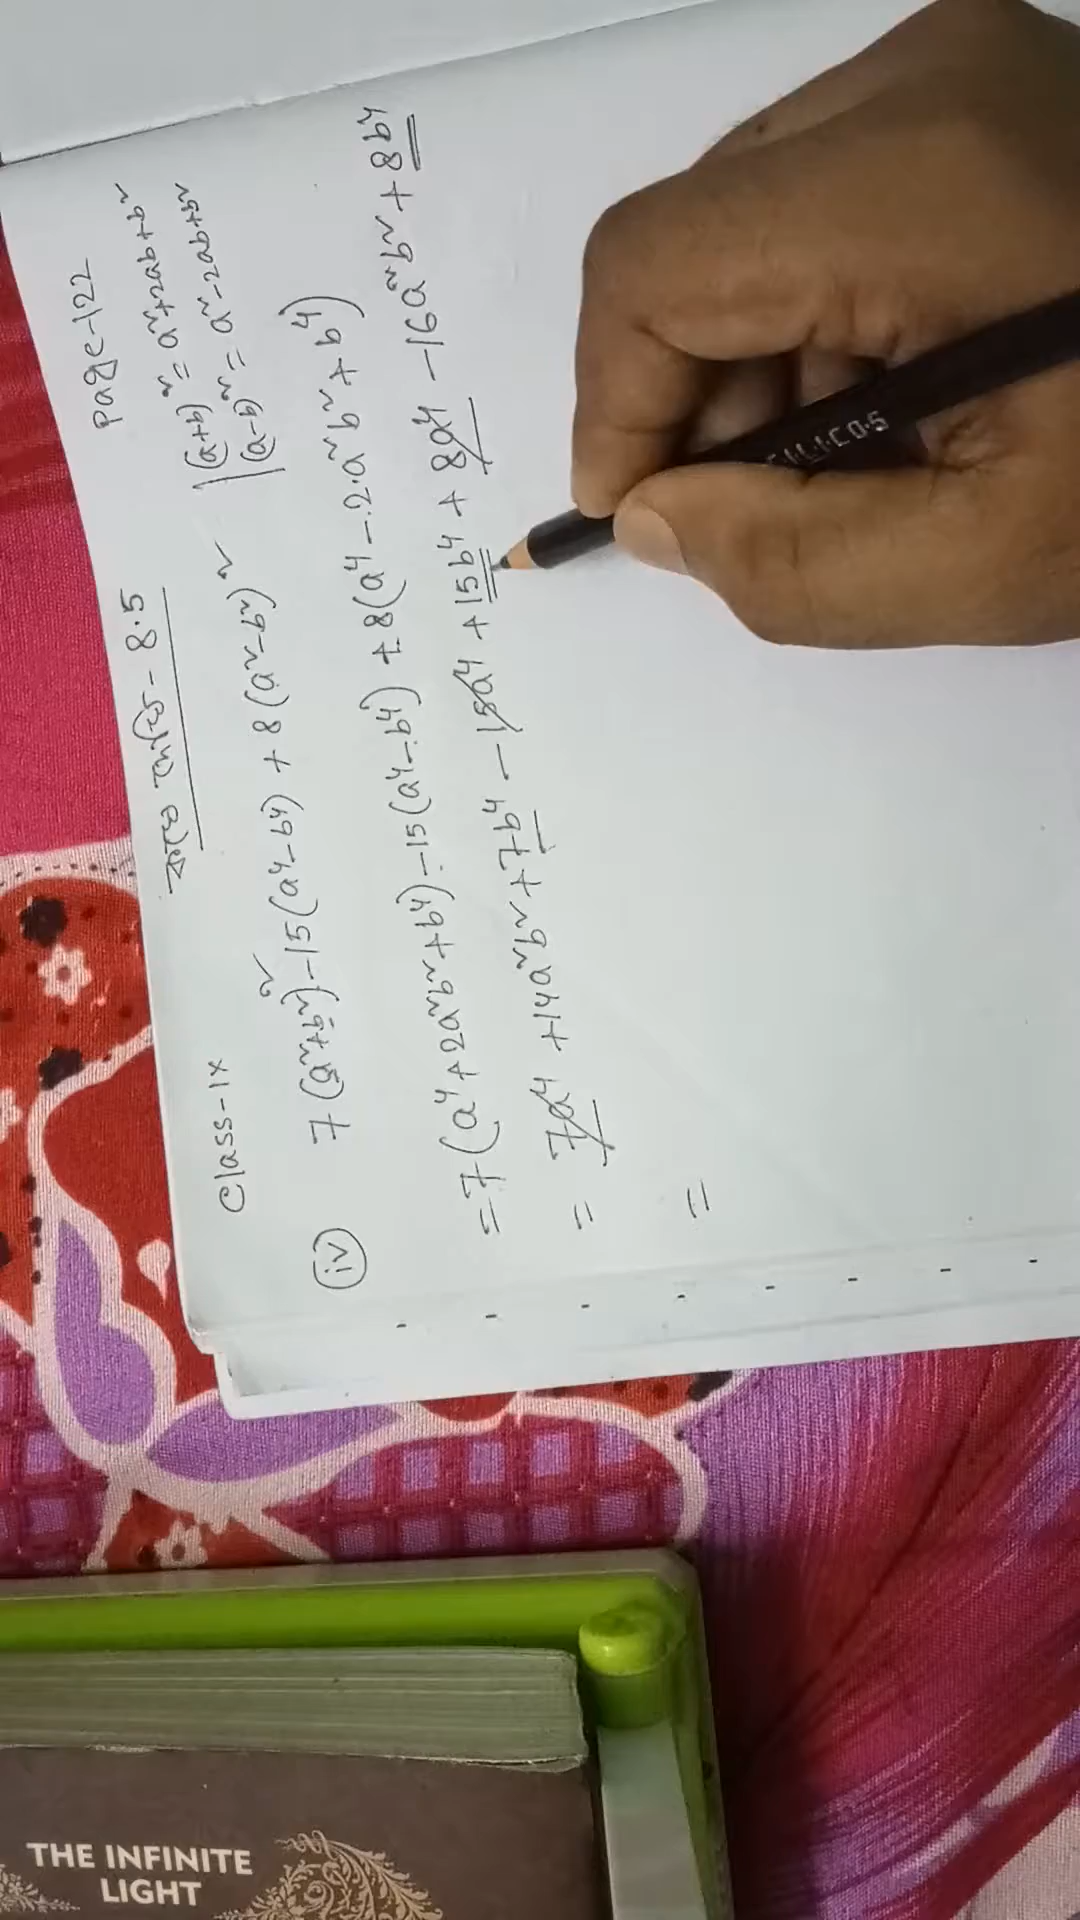 Page-122
কষে দেখি - 8.5
Class-IX
(a+b)² = a²+2ab+b²
(a-b)² = a²-2ab+b²
(iv) 7(a²+b²)²-15(a4-b4)+8(a²-b²)²
=7(a4+2a²b²+b4)-15(a4-b4)+8(a4-2.a²b²+b4)
= 7a4+14a²b²+7b4-15a4+15b4+8a4-16a²b²+8b4
=
0.5
THE INFINITE
LIGHT